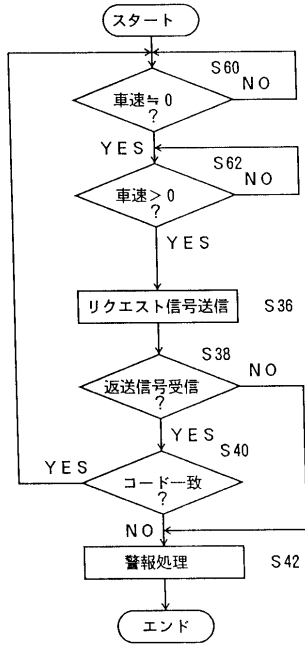 スタート
S60
NO
車速≒0
?
YES
S62
NO
車速>0
?
YES
リクエスト信号送信
S36
S38
NO
返送信号受信
?
YES
S40
YES
コード一致
?
NO
警報処理
S42
エンド